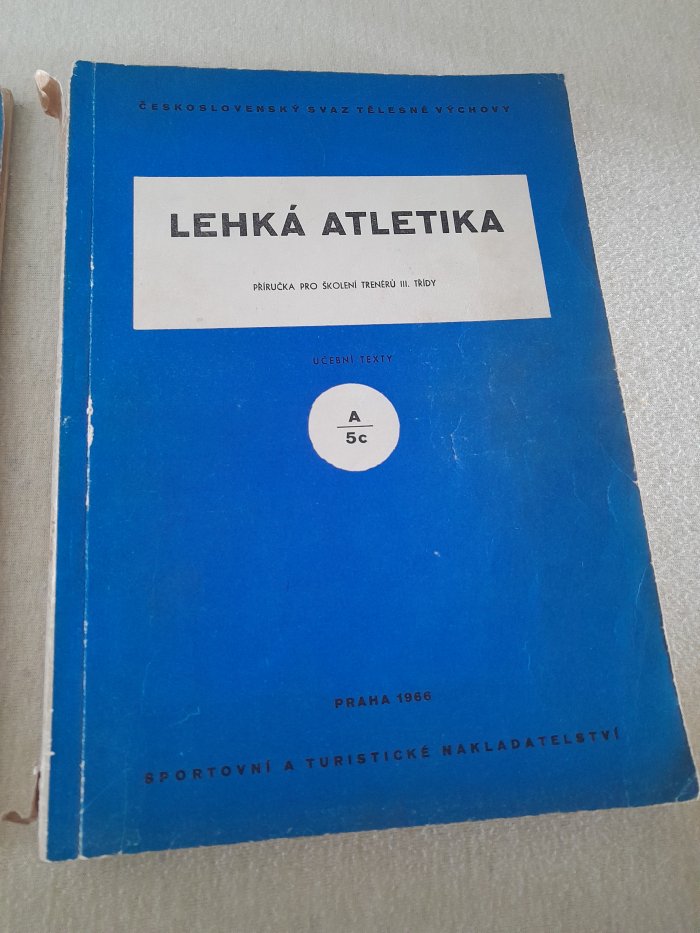 ČESKOSLOVENSKÝ SVAZ TĚLESNÉ VÝCHOVY
LEHKÁ ATLETIKA
PŘÍRUČKA PRO ŠKOLENÍ TRENÉRŮ III. TŘÍDY
UČEBNÍ TEXTY
A
5c
PRAHA 1966
SPORTOVNÍ A TURISTICKÉ NAKLADATELSTVÍ